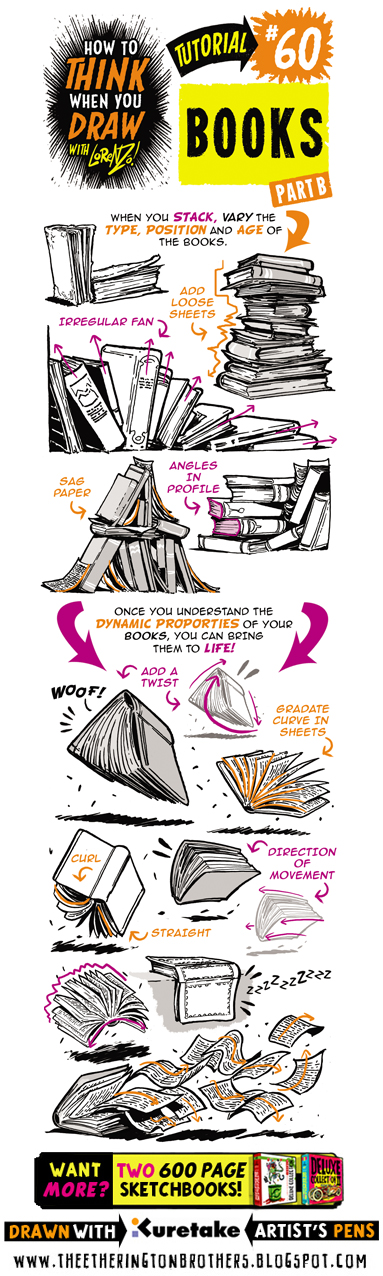 HOW TO
THINK
WHEN YOU
DRAW
WITH LORENZO!
TUTORIAL
#60
BOOKS
PART B
WHEN YOU STACK, VARY THE
TYPE, POSITION AND AGE OF
THE BOOKS.
ADD
LOOSE
SHEETS
IRREGULAR FAN
SAG
PAPER
ANGLES
IN
PROFILE
ONCE YOU UNDERSTAND THE
DYNAMIC PROPORTIES OF YOUR
BOOKS, YOU CAN BRING
THEM TO LIFE!
ADD A
TWIST
WOOF!
GRADATE
CURVE IN
SHEETS
CURL
DIRECTION
OF
MOVEMENT
STRAIGHT
ZZZZZZZZZ
WANT
MORE?
TWO 600 PAGE
SKETCHBOOKS!
DELUXE
COLLECTION
DRAWN WITH Kuretake ARTIST'S PENS
WWW.THEETHERINGTONBROTHERS.BLOGSPOT.COM